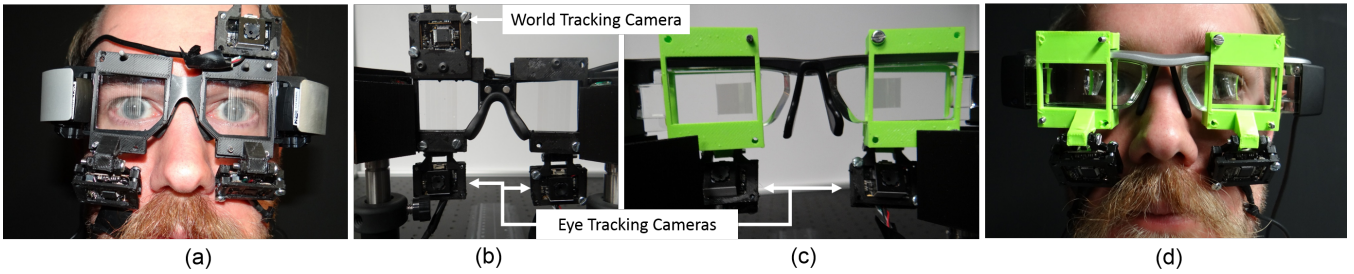 World Tracking Camera
Eye Tracking Cameras
(a)
(b)
(c)
(d)